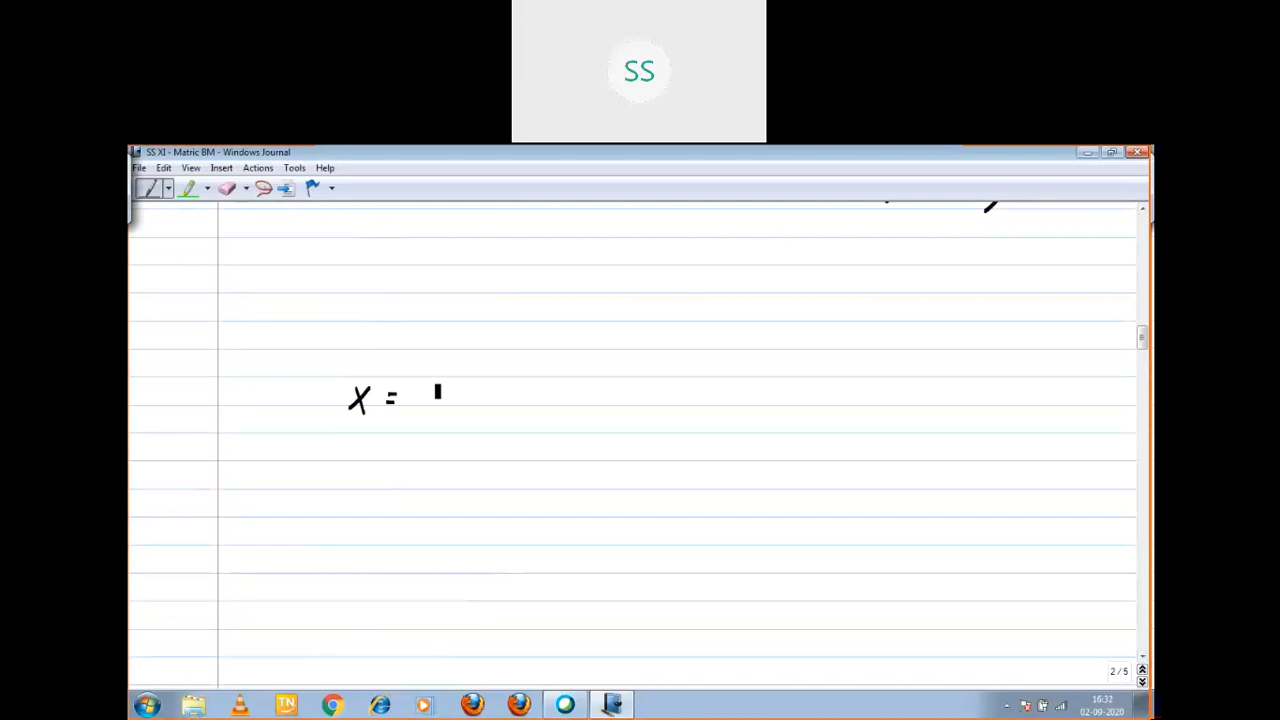 SS
SS XI - Matric BM - Windows Journal
File Edit View Insert Actions Tools Help
X =
2 / 5
TN
16:32
02-09-2020